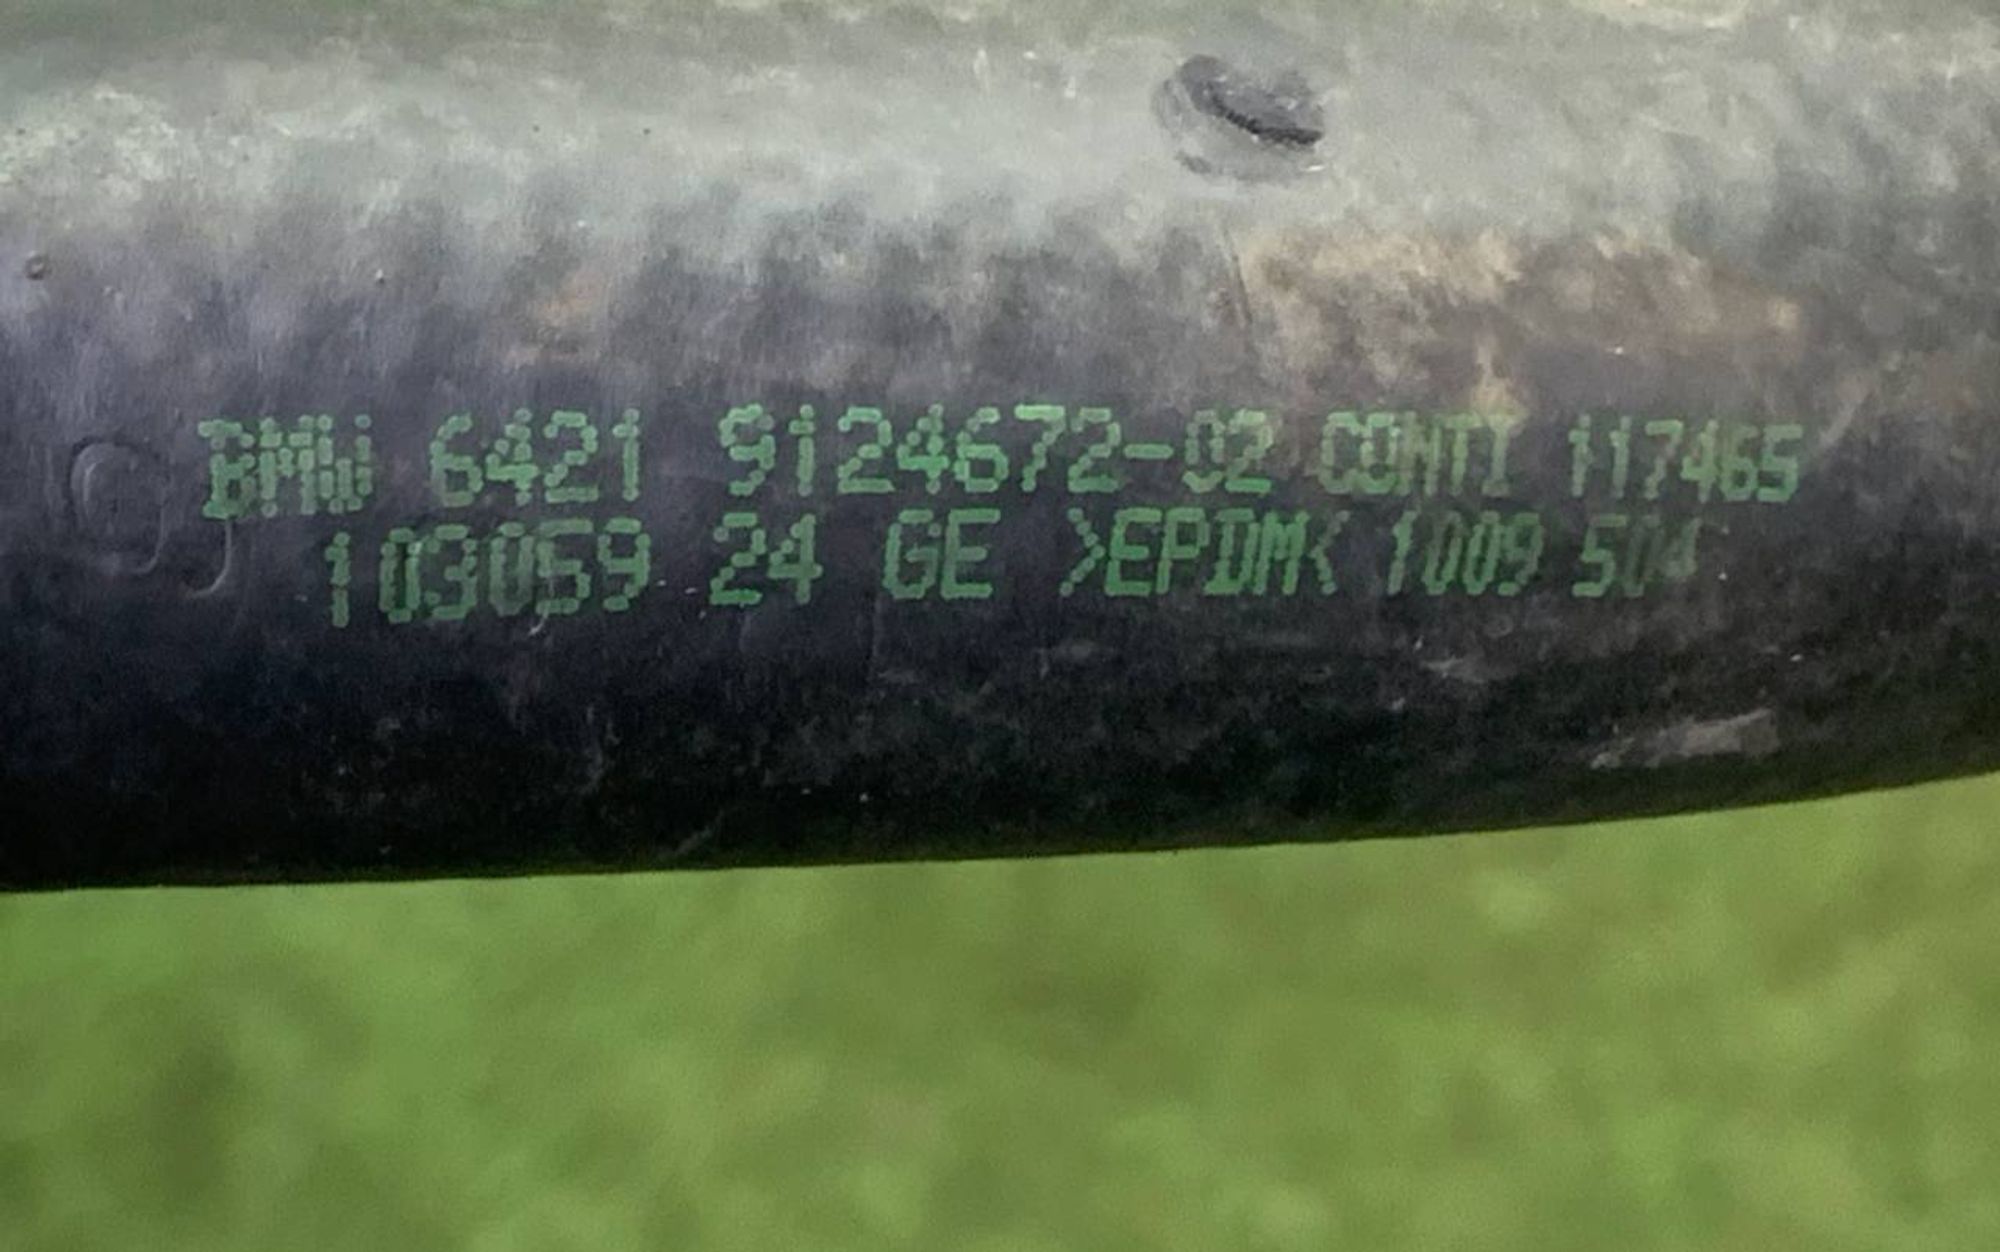 BMW 6421 9124672-02 CONTI 117465
103059 24 GE >EPDM< 1009 504